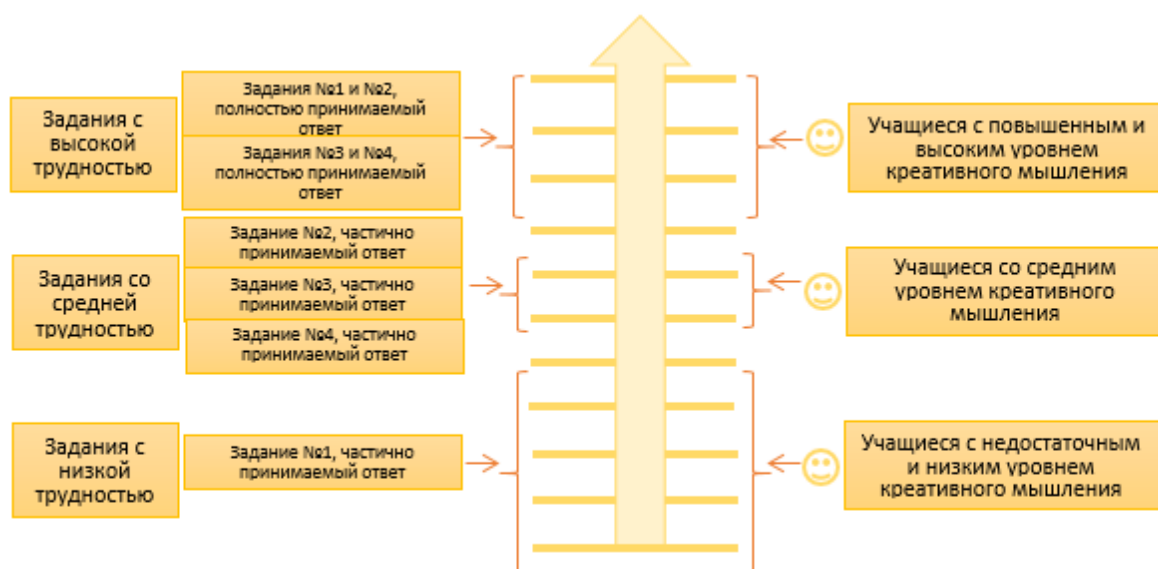 Задания с
высокой
трудностью
Задания №1 и №2,
полностью принимаемый
ответ
Задания №3 и №4,
полностью принимаемый
ответ
Учащиеся с повышенным и
высоким уровнем
креативного мышления
Задания со
средней
трудностью
Задание №2, частично
принимаемый ответ
Задание №3, частично
принимаемый ответ
Задание №4, частично
принимаемый ответ
Учащиеся со средним
уровнем креативного
мышления
Задания с
низкой
трудностью
Задание №1, частично
принимаемый ответ
Учащиеся с недостаточным
и низким уровнем
креативного мышления